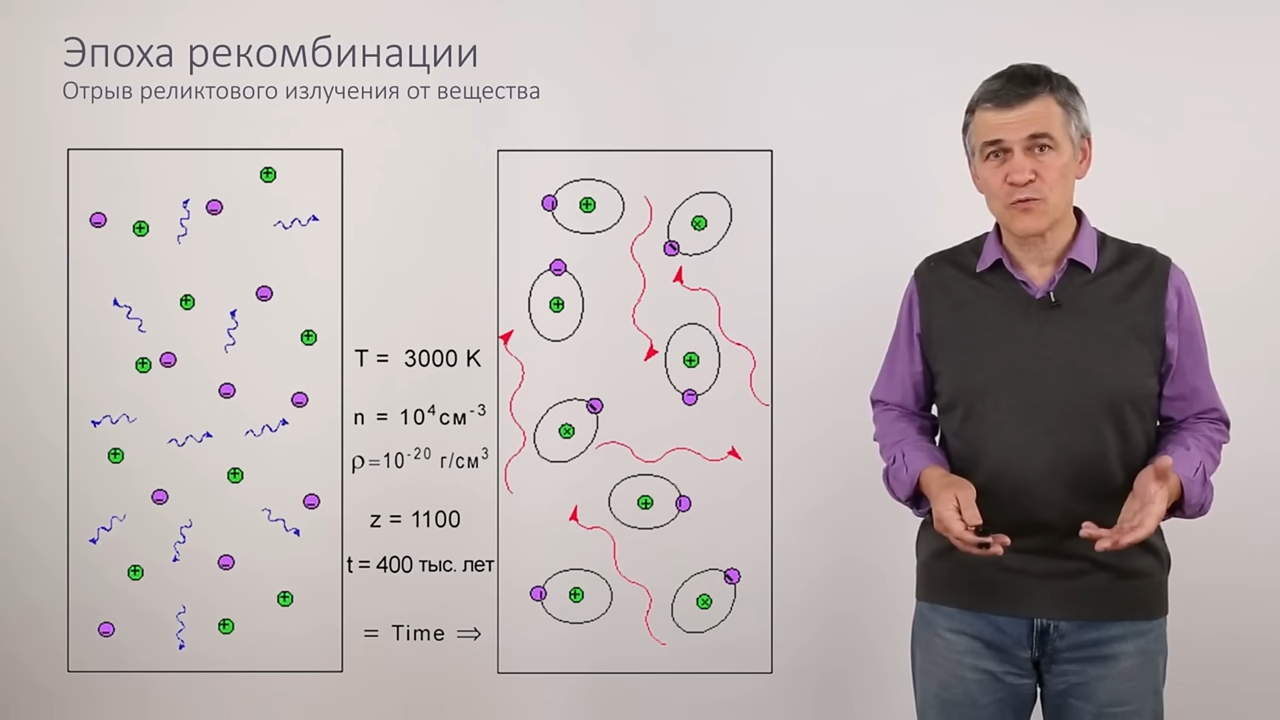 Эпоха рекомбинации
Отрыв реликтового излучения от вещества
T = 3000 K
n = 10⁴см⁻³
ρ=10⁻²⁰ г/см³
z = 1100
t = 400 тыс. лет
= Time ⇒